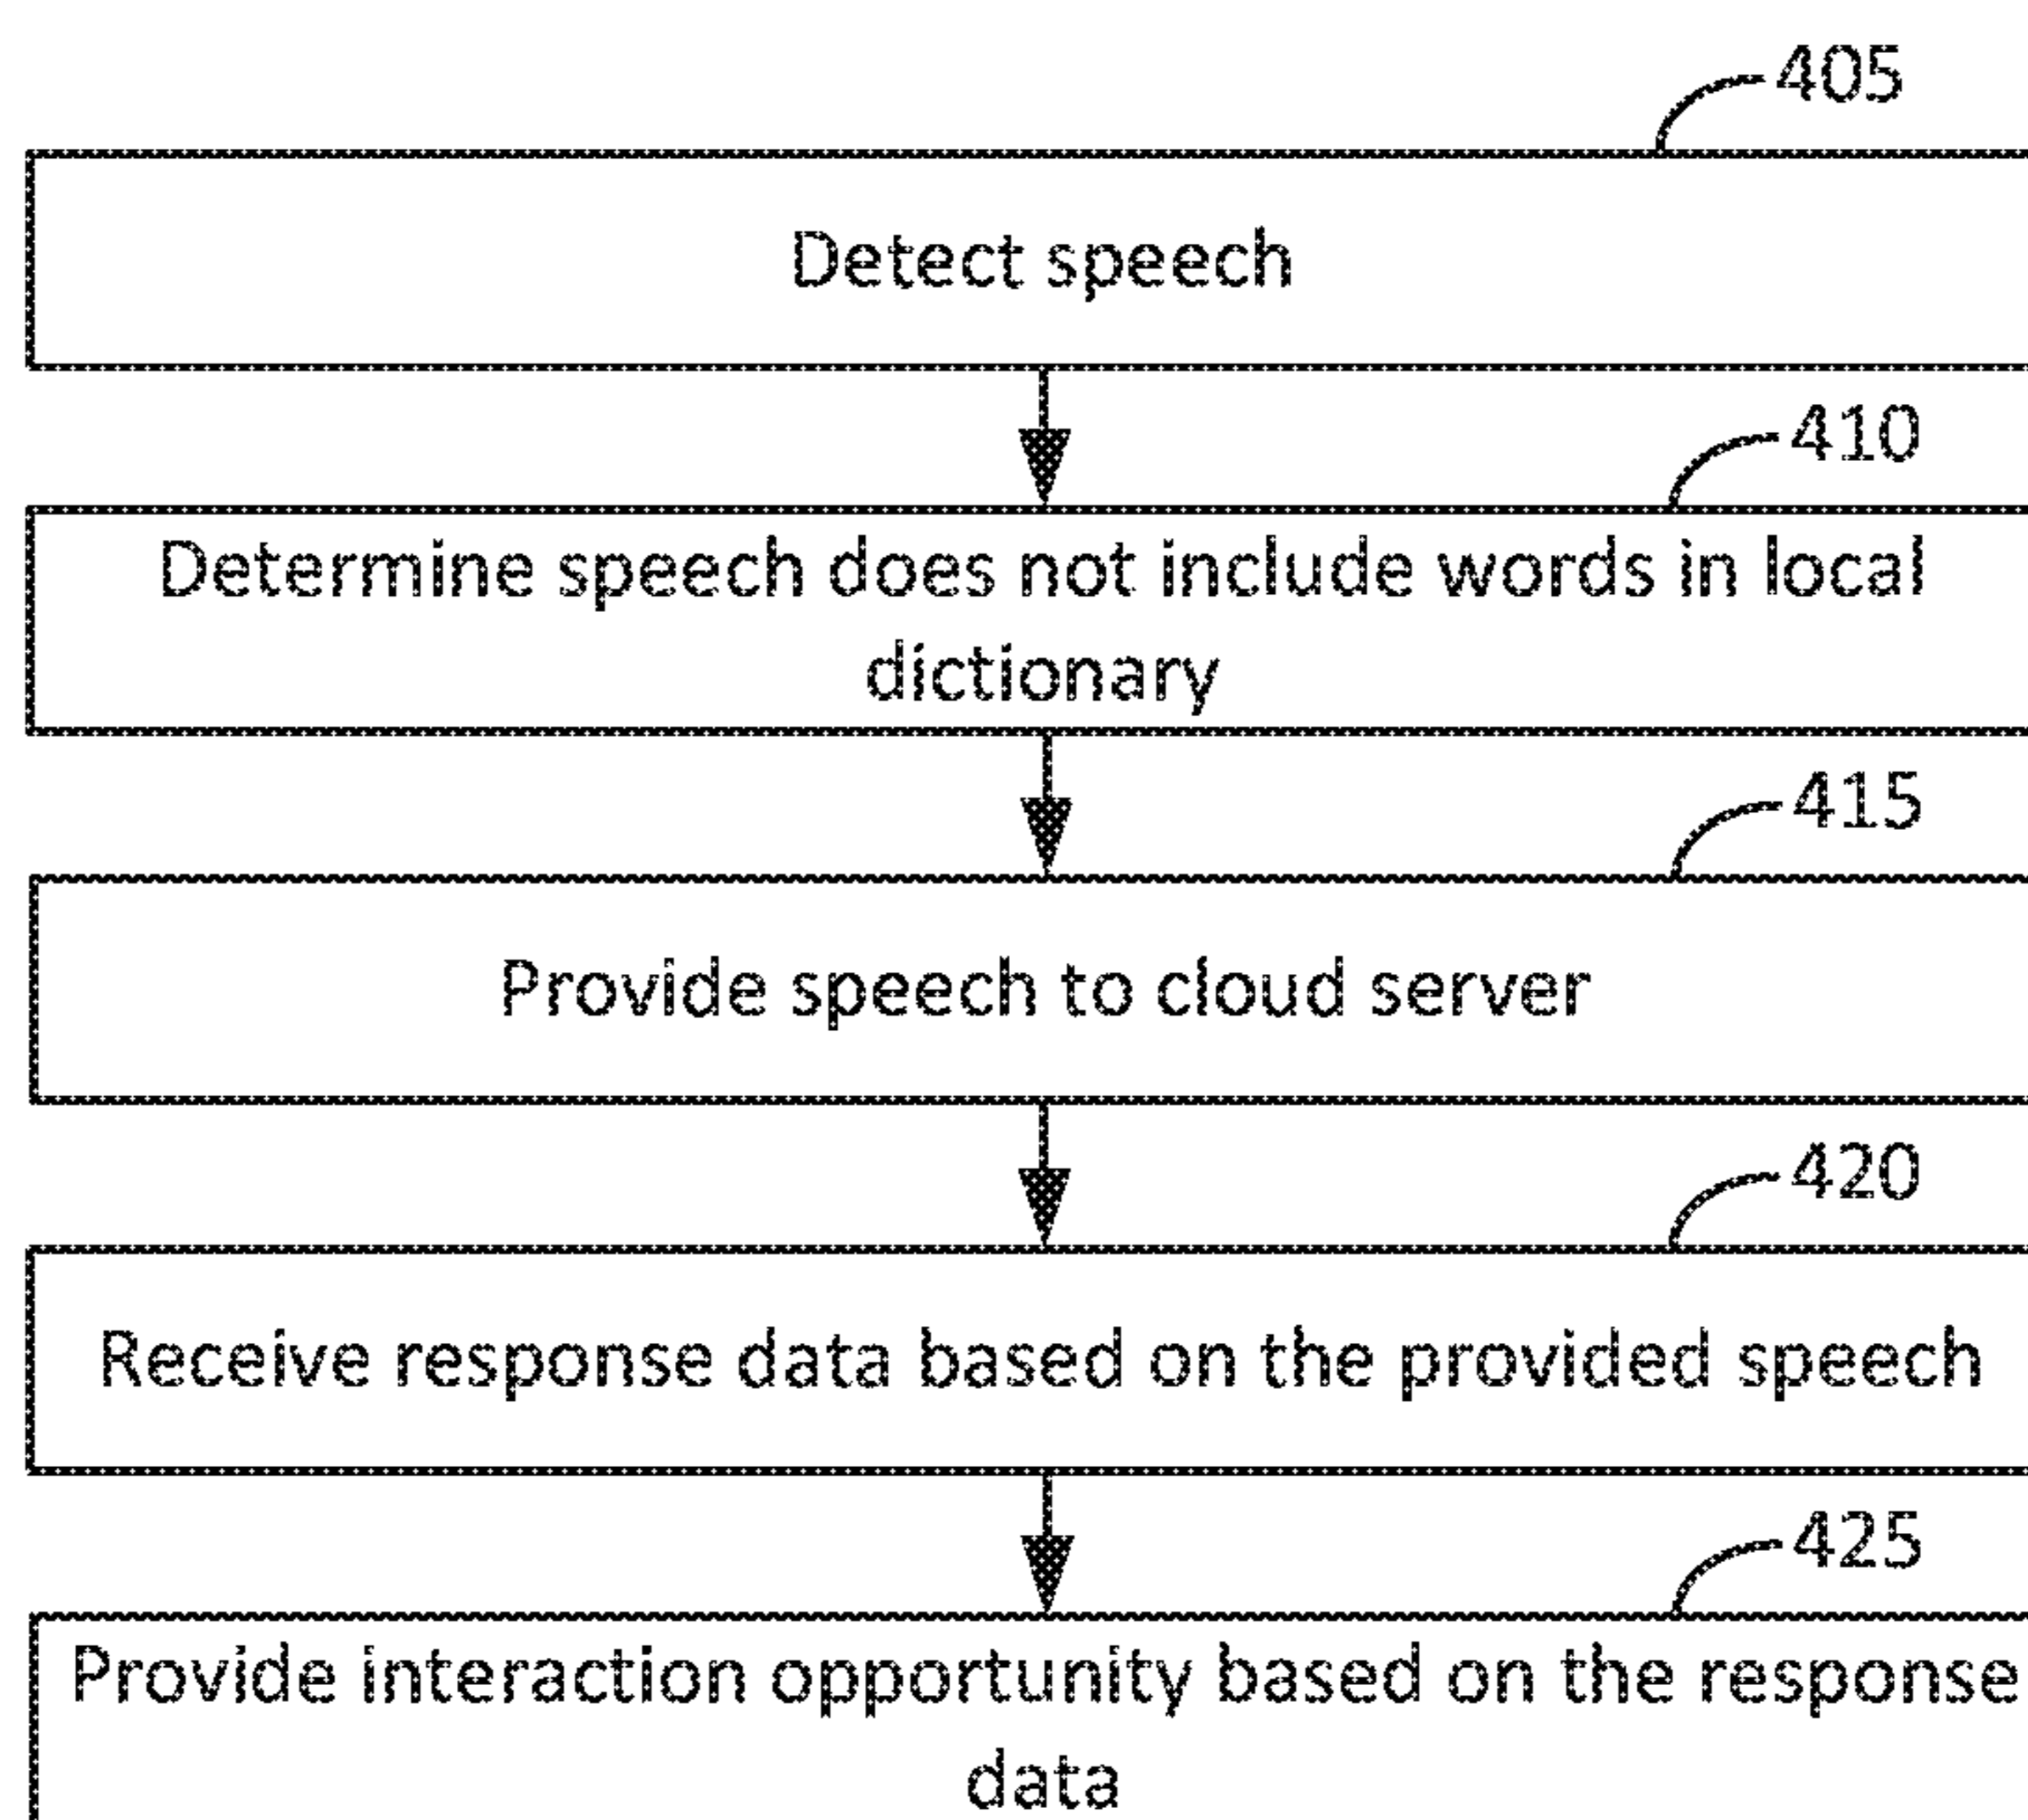 405
Detect speech
410
Determine speech does not include words in local
dictionary
415
Provide speech to cloud server
420
Receive response data based on the provided speech
425
Provide interaction opportunity based on the response
data